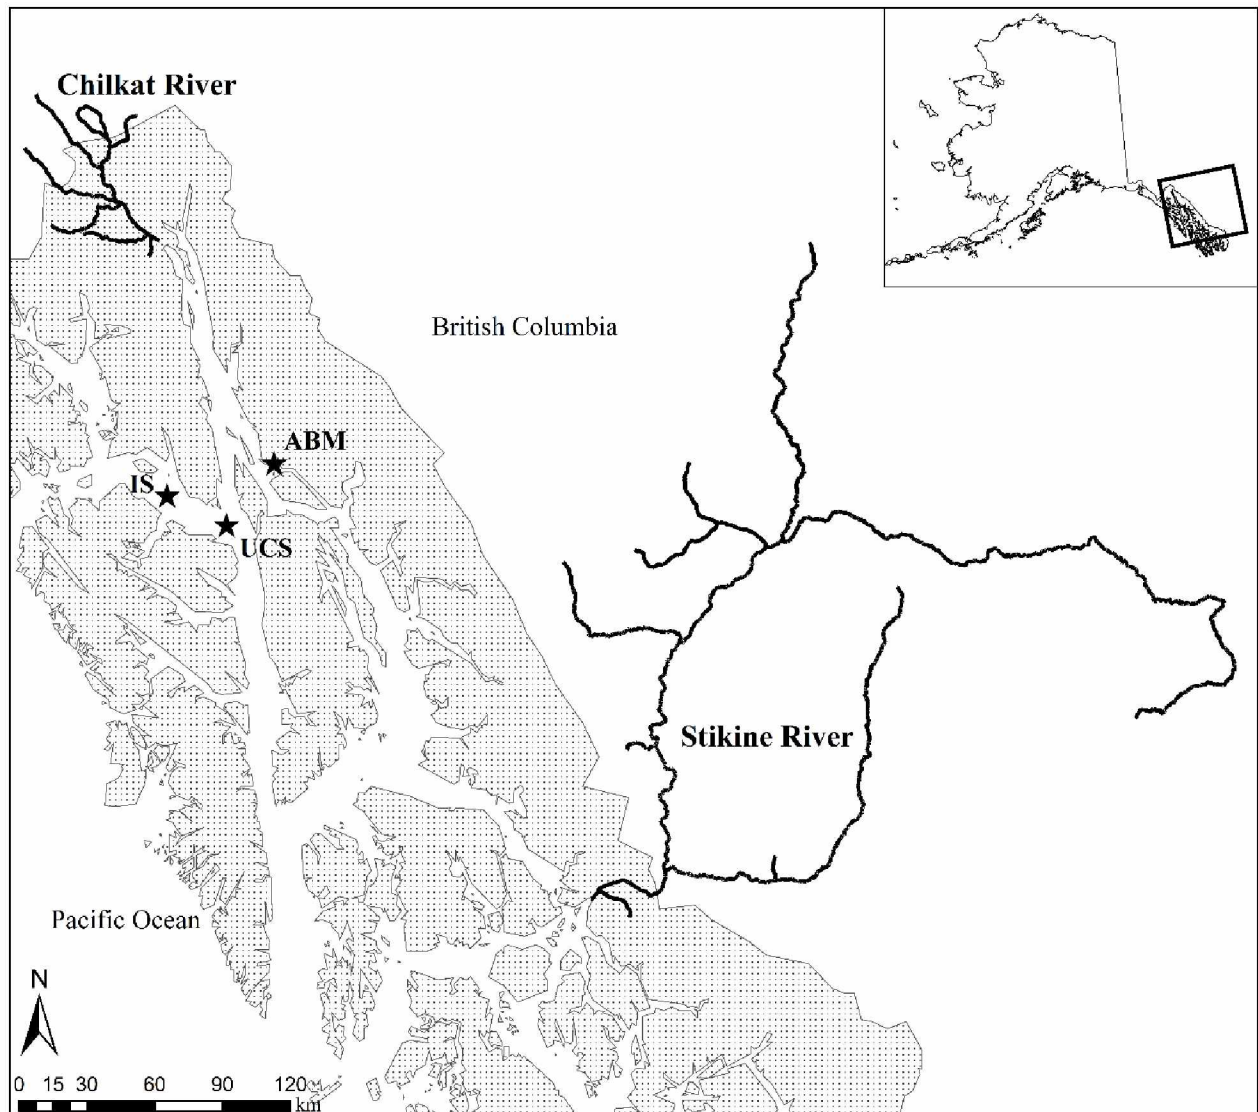 Chilkat River
British Columbia
ABM
IS
UCS
Stikine River
Pacific Ocean
N
0 15 30 60 90 120
km